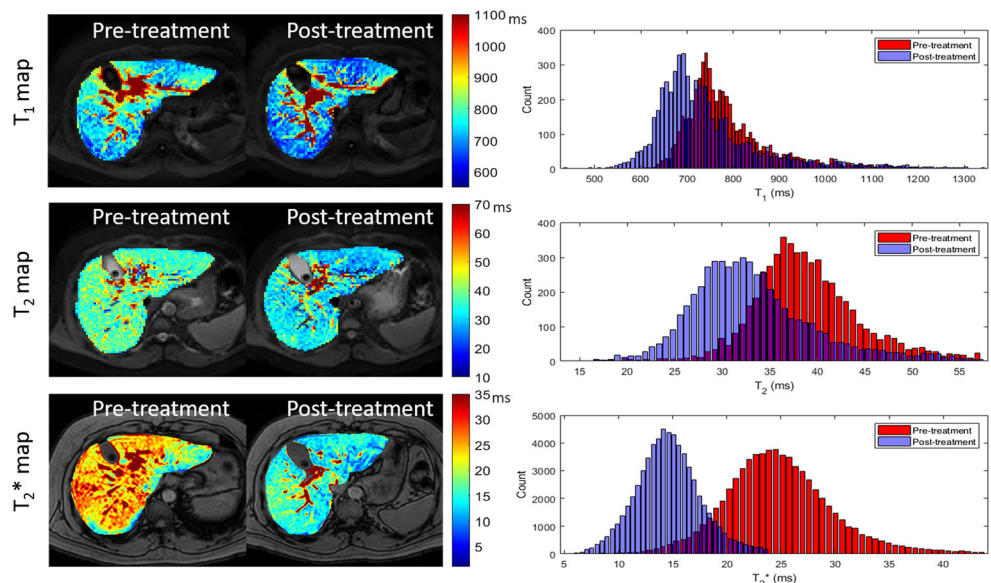 Pre-treatment
Post-treatment
T₁ map
1100 ms
1000
900
800
700
600
400
300
200
100
0
Count
500
600
700
800
900
1000
1100
1200
1300
T₁ (ms)
Pre-treatment
Post-treatment
Pre-treatment
Post-treatment
T₂ map
70 ms
60
50
40
30
20
10
400
300
200
100
0
Count
15
20
25
30
35
40
45
50
55
T₂ (ms)
Pre-treatment
Post-treatment
Pre-treatment
Post-treatment
T₂* map
35 ms
30
25
20
15
10
5
5000
4000
3000
2000
1000
0
Count
5
10
15
20
25
30
35
40
(ms)
Pre-treatment
Post-treatment